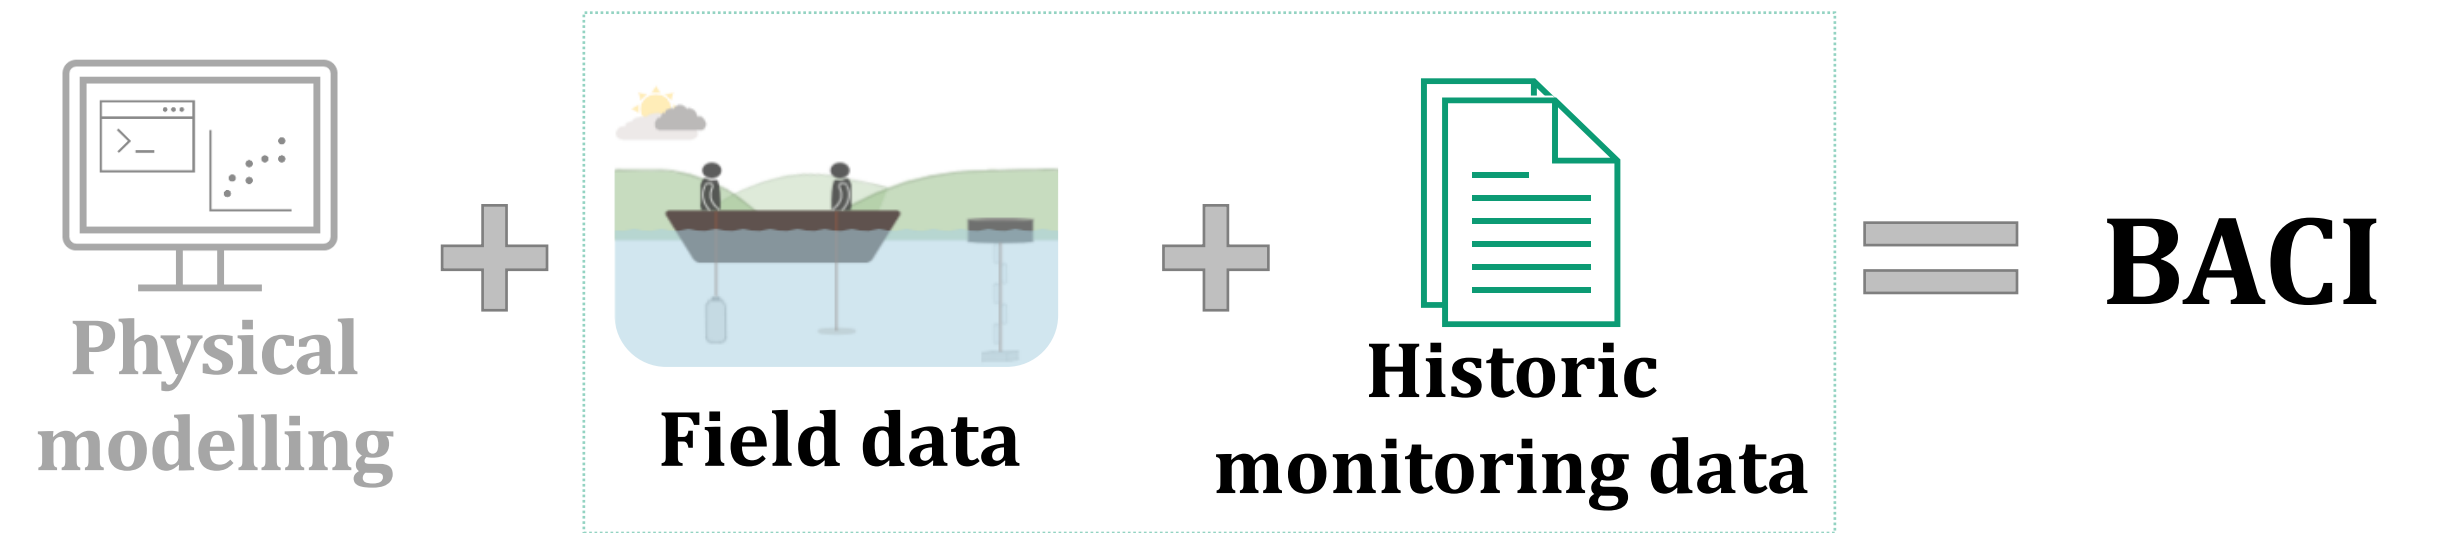 Physical
modelling
Field data
Historic
monitoring data
BACI